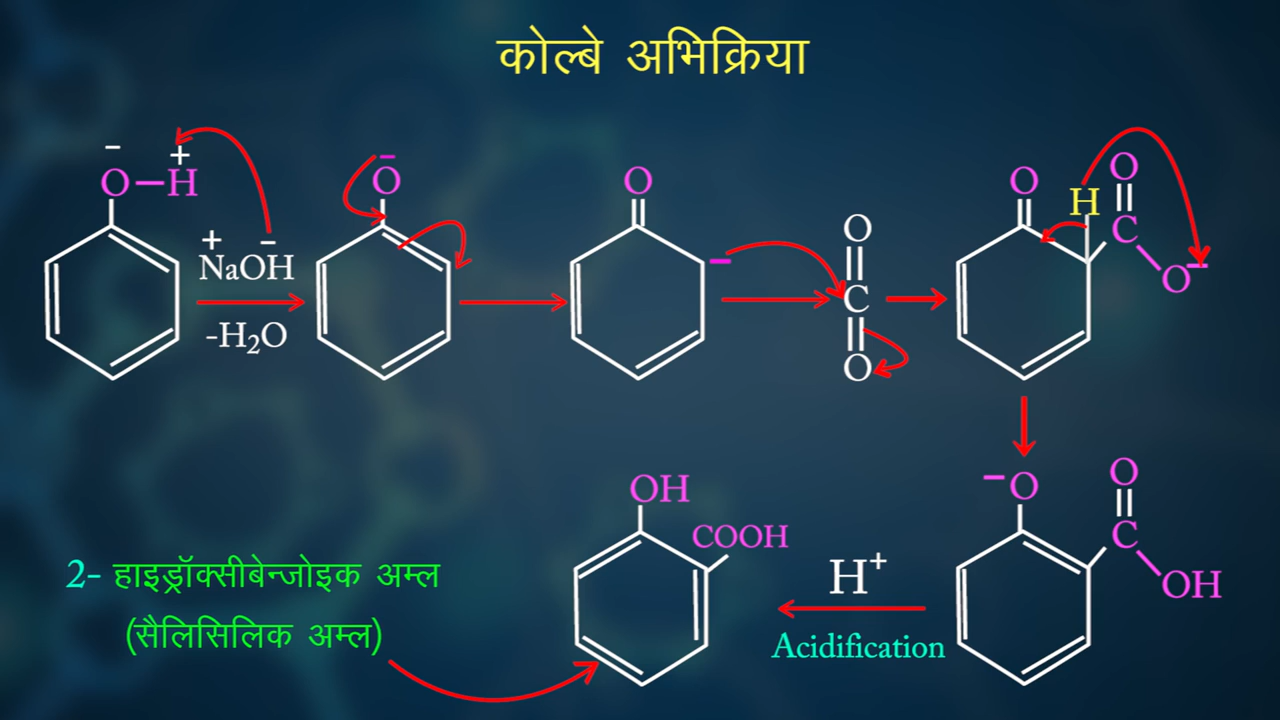 कोल्बे अभिक्रिया
− +
O–H
+ −
NaOH
-H₂O
−
O
O
−
O
C
O
O
H
O
C
O−
−O
O
C
OH
H⁺
Acidification
OH
COOH
2- हाइड्रॉक्सीबेन्जोइक अम्ल
(सैलिसिलिक अम्ल)